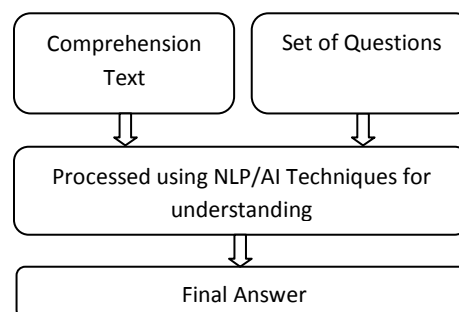 Comprehension
Text
Set of Questions
Processed using NLP/AI Techniques for
understanding
Final Answer